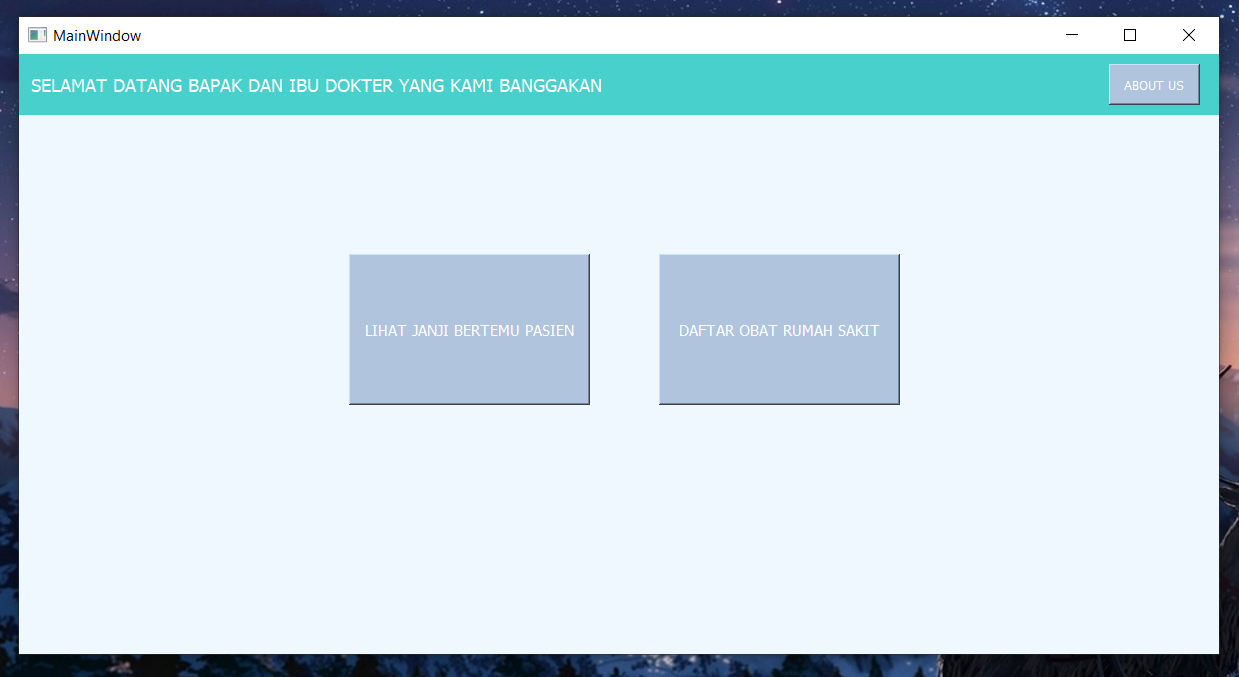 MainWindow
SELAMAT DATANG BAPAK DAN IBU DOKTER YANG KAMI BANGGAKAN
ABOUT US
LIHAT JANJI BERTEMU PASIEN
DAFTAR OBAT RUMAH SAKIT